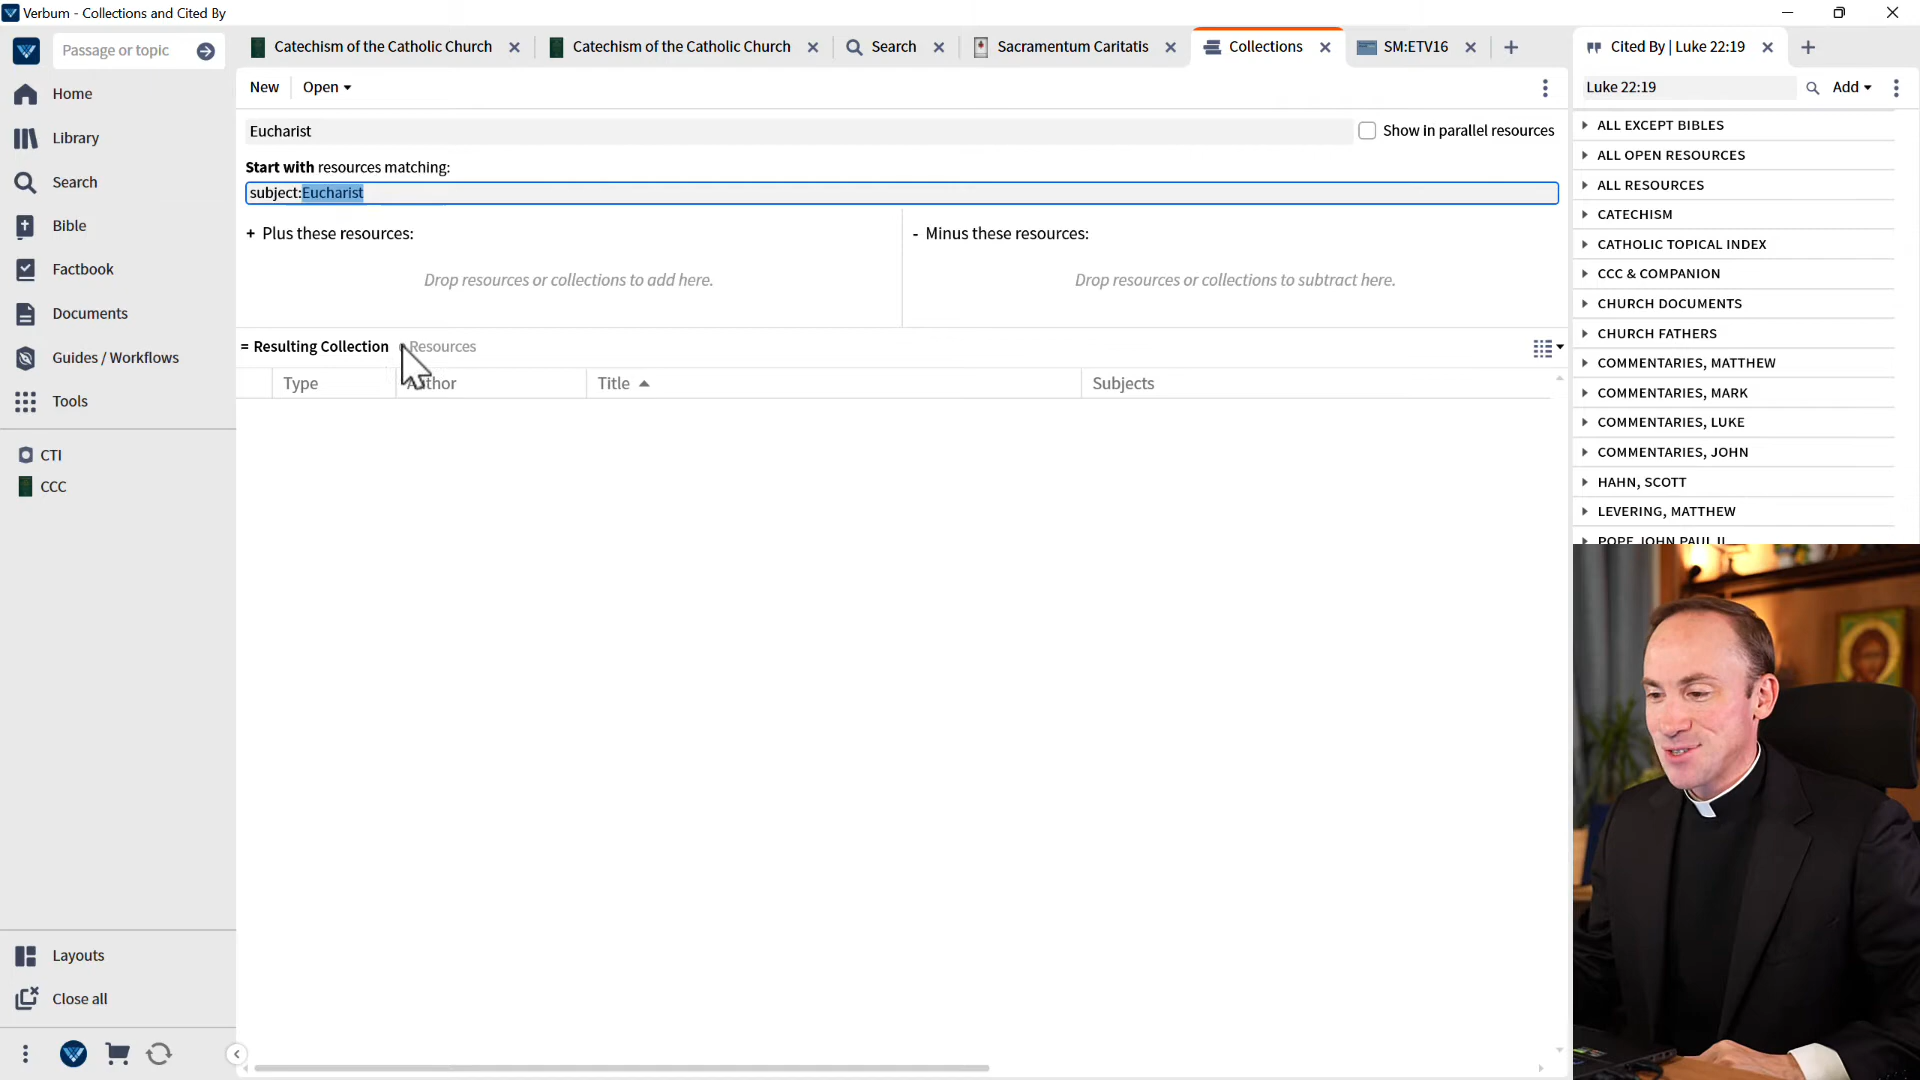 Verbum - Collections and Cited By
Passage or topic
Home
Library
Search
Bible
Factbook
Documents
Guides / Workflows
Tools
CTI
CCC
Layouts
Close all
Catechism of the Catholic Church
Catechism of the Catholic Church
Search
Sacramentum Caritatis
Collections
SM:ETV16
New
Open
Eucharist
Show in parallel resources
Start with resources matching:
subject:Eucharist
+ Plus these resources:
- Minus these resources:
Drop resources or collections to add here.
Drop resources or collections to subtract here.
= Resulting Collection
Resources
Type
Title
Subjects
Cited By | Luke 22:19
Luke 22:19
Add
ALL EXCEPT BIBLES
ALL OPEN RESOURCES
ALL RESOURCES
CATECHISM
CATHOLIC TOPICAL INDEX
CCC & COMPANION
CHURCH DOCUMENTS
CHURCH FATHERS
COMMENTARIES, MATTHEW
COMMENTARIES, MARK
COMMENTARIES, LUKE
COMMENTARIES, JOHN
HAHN, SCOTT
LEVERING, MATTHEW
POPE JOHN PAUL II